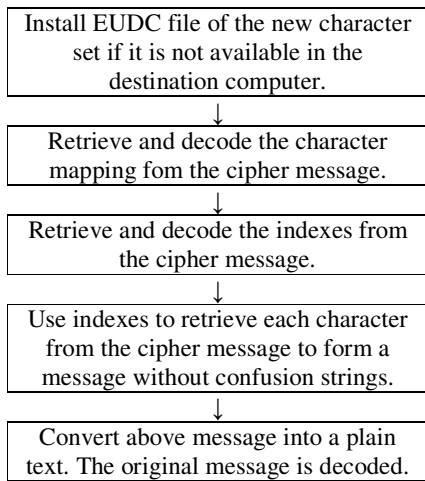 Install EUDC file of the new character
set if it is not available in the
destination computer.
↓
Retrieve and decode the character
mapping fom the cipher message.
↓
Retrieve and decode the indexes from
the cipher message.
↓
Use indexes to retrieve each character
from the cipher message to form a
message without confusion strings.
↓
Convert above message into a plain
text. The original message is decoded.